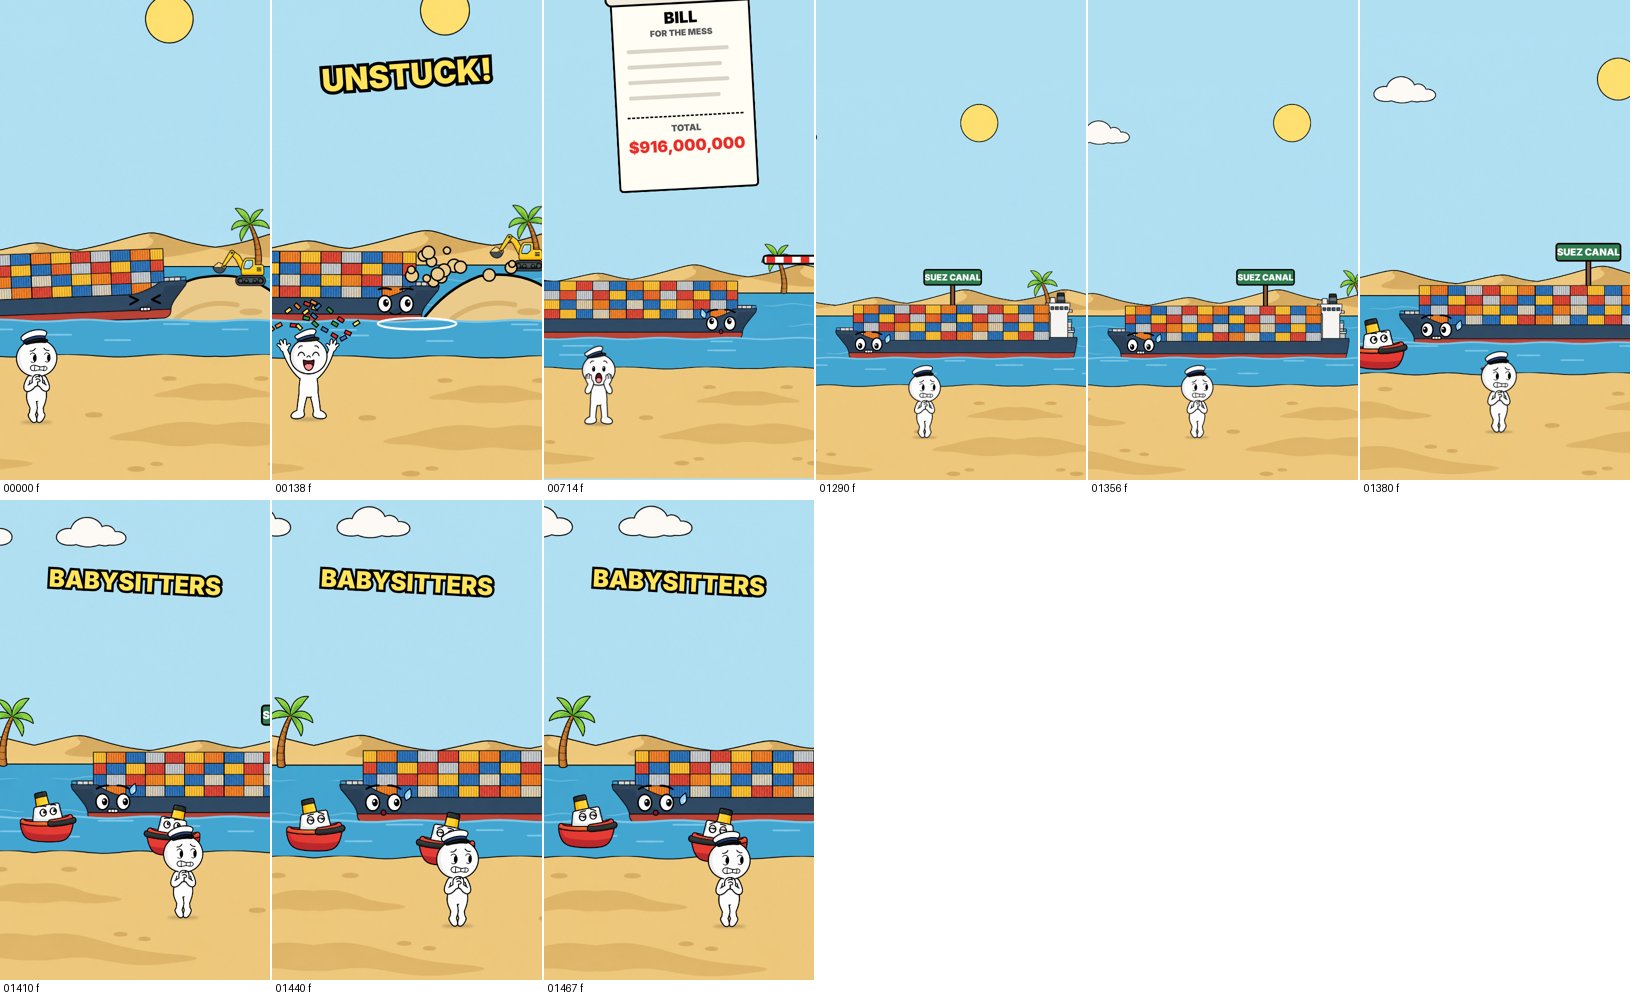 UNSTUCK!
BILL
FOR THE MESS
TOTAL
$916,000,000
SUEZ CANAL
SUEZ CANAL
SUEZ CANAL
00000 f
00138 f
00714 f
01290 f
01356 f
01380 f
BABYSITTERS
BABYSITTERS
BABYSITTERS
S
01410 f
01440 f
01467 f